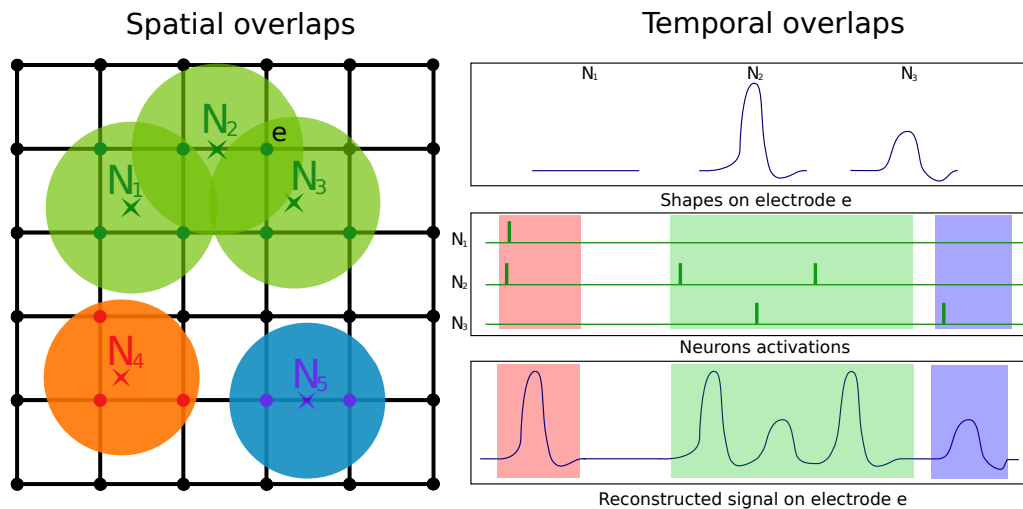 Spatial overlaps
N₂
e
N₁
N₃
N₄
N₅
Temporal overlaps
N₁ N₂ N₃
Shapes on electrode e
N₁
N₂
N₃
Neurons activations
Reconstructed signal on electrode e